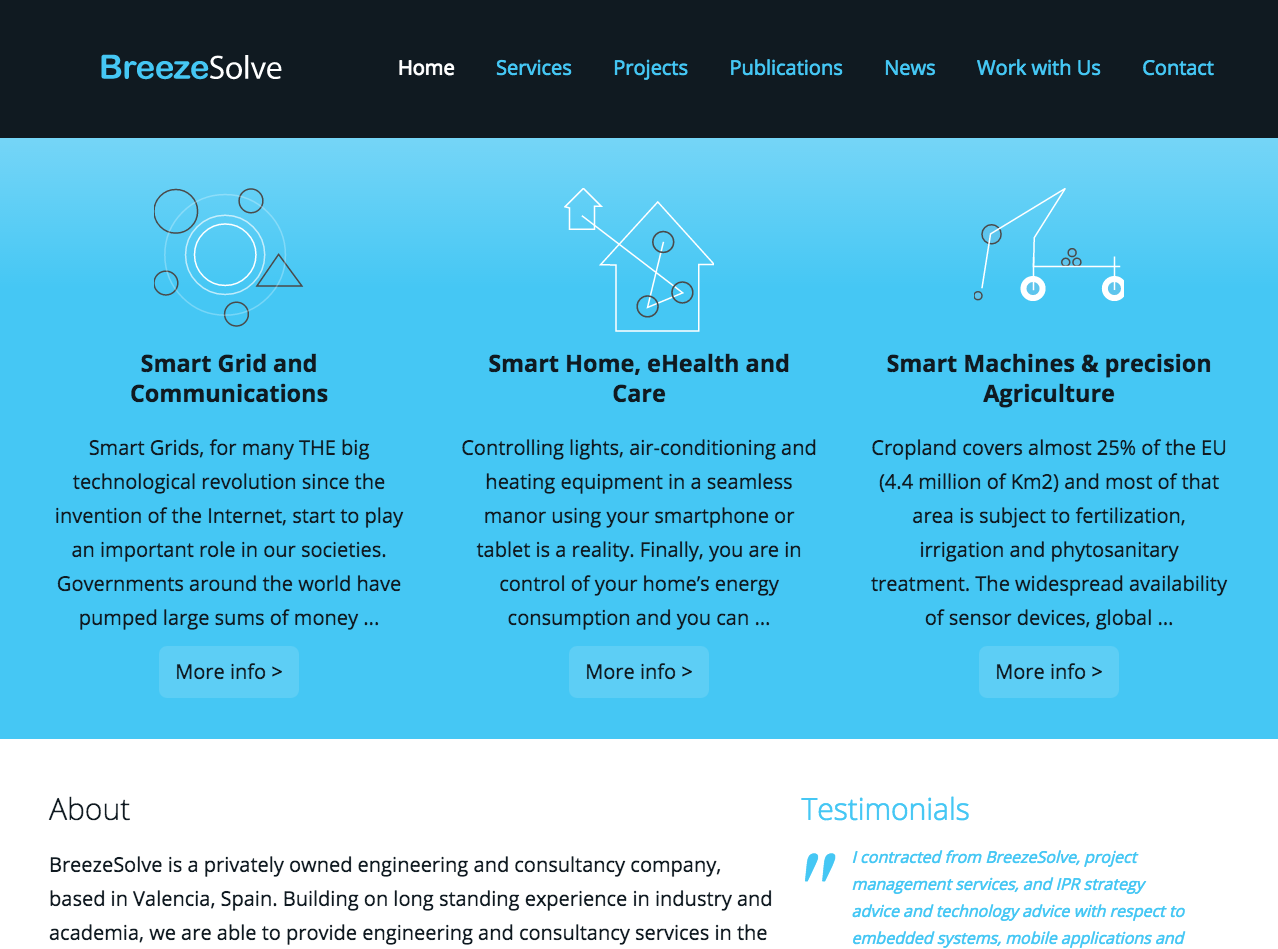 BreezeSolve
Home Services Projects Publications News Work with Us Contact
Smart Grid and
Communications
Smart Grids, for many THE big
technological revolution since the
invention of the Internet, start to play
an important role in our societies.
Governments around the world have
pumped large sums of money ...
More info >
Smart Home, eHealth and
Care
Controlling lights, air-conditioning and
heating equipment in a seamless
manor using your smartphone or
tablet is a reality. Finally, you are in
control of your home’s energy
consumption and you can ...
More info >
Smart Machines & precision
Agriculture
Cropland covers almost 25% of the EU
(4.4 million of Km2) and most of that
area is subject to fertilization,
irrigation and phytosanitary
treatment. The widespread availability
of sensor devices, global ...
More info >
About
BreezeSolve is a privately owned engineering and consultancy company,
based in Valencia, Spain. Building on long standing experience in industry and
academia, we are able to provide engineering and consultancy services in the
Testimonials
"
I contracted from BreezeSolve, project
management services, and IPR strategy
advice and technology advice with respect to
embedded systems, mobile applications and